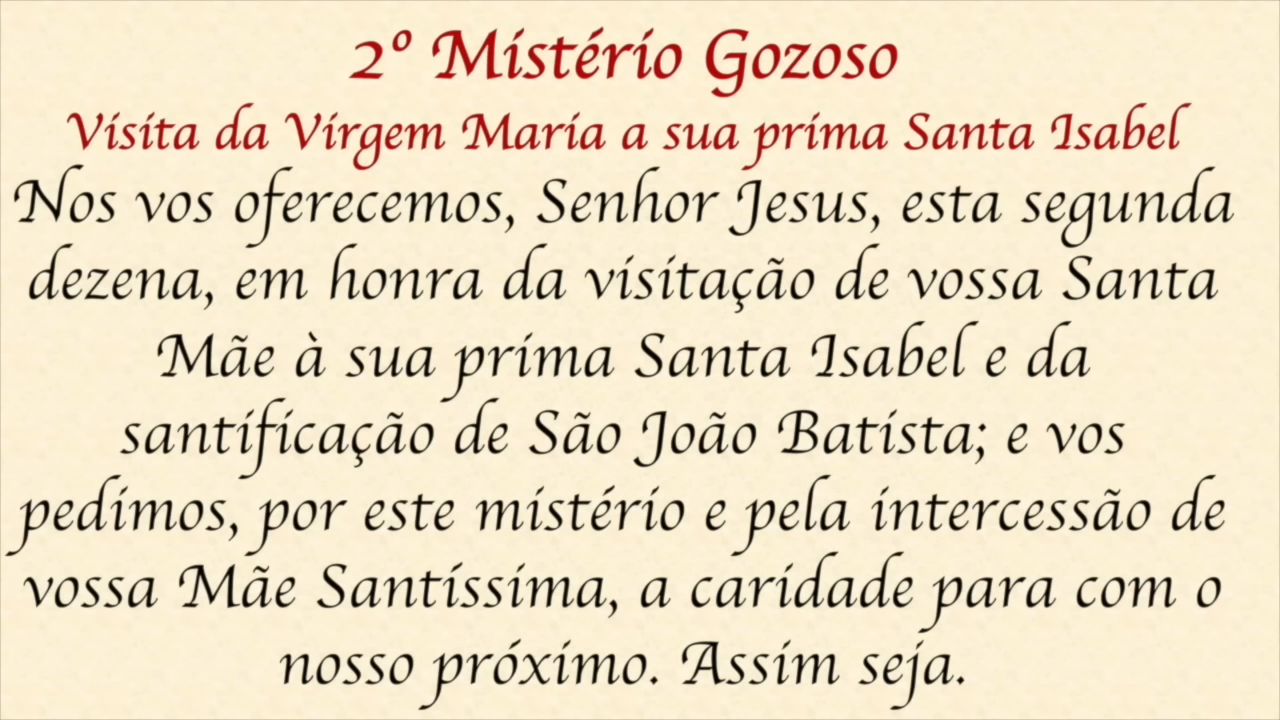 2º Mistério Gozoso
Visita da Virgem Maria a sua prima Santa Isabel
Nos vos oferecemos, Senhor Jesus, esta segunda
dezena, em honra da visitação de vossa Santa
Mãe à sua prima Santa Isabel e da
santificação de São João Batista; e vos
pedimos, por este mistério e pela intercessão de
vossa Mãe Santíssima, a caridade para com o
nosso próximo. Assim seja.